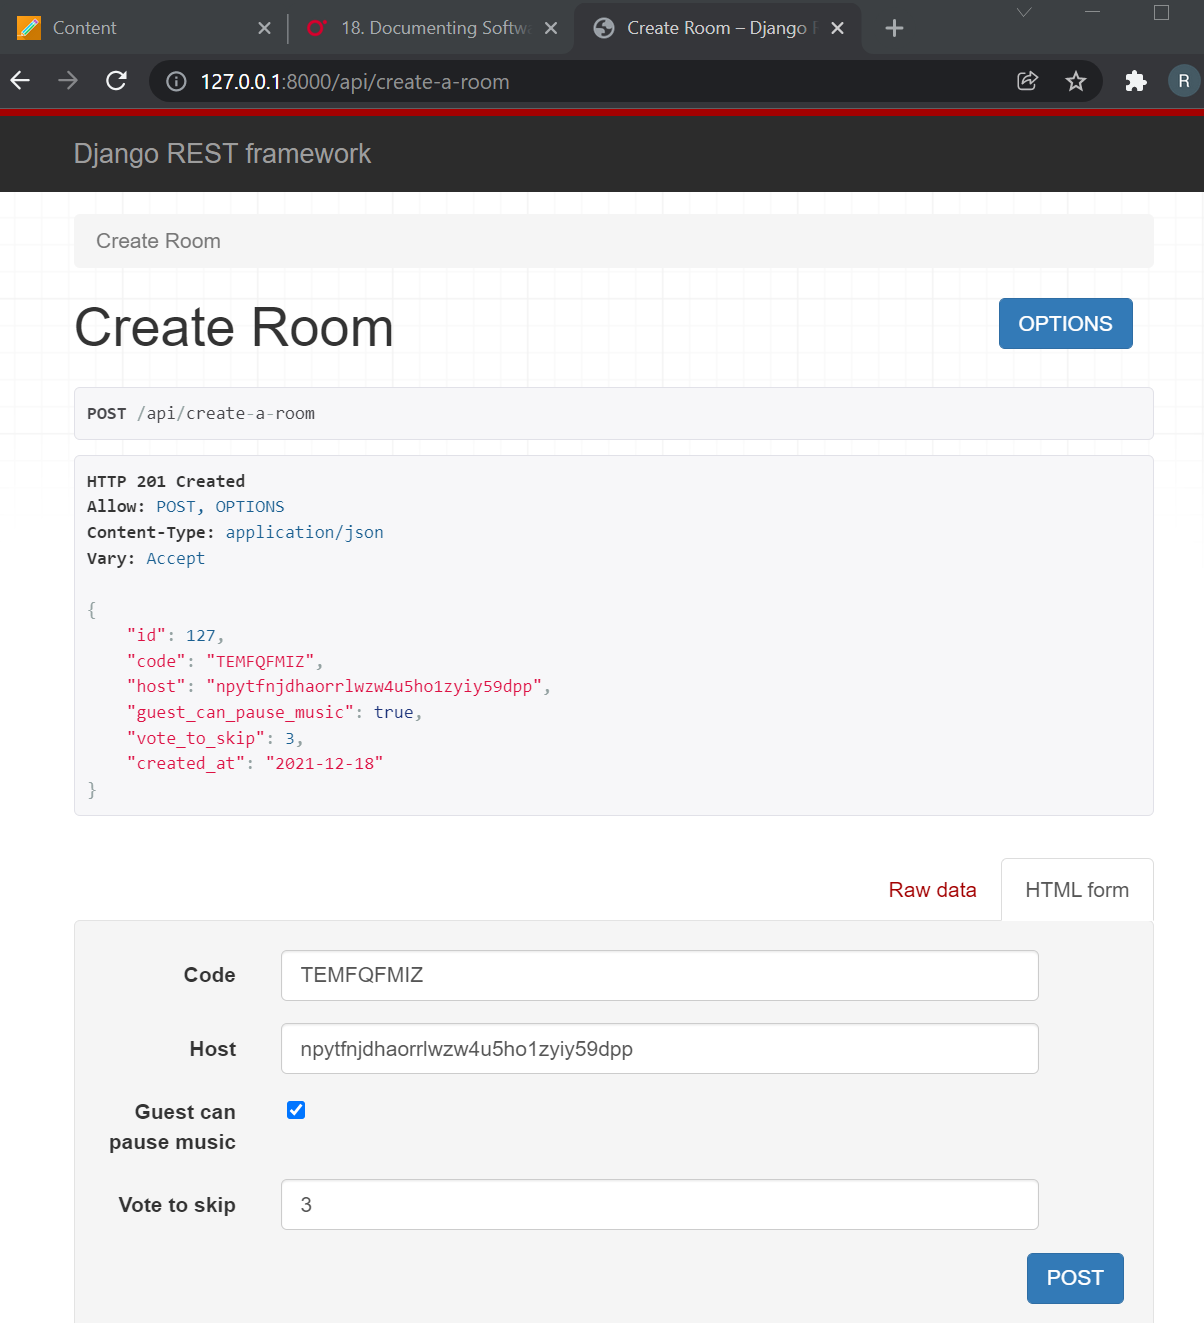 Content
18. Documenting Softw
Create Room – Django
127.0.0.1:8000/api/create-a-room
R
Django REST framework
Create Room
Create Room
OPTIONS
POST /api/create-a-room
HTTP 201 Created
Allow: POST, OPTIONS
Content-Type: application/json
Vary: Accept
{
"id": 127,
"code": "TEMFQFMIZ",
"host": "npytfnjdhaorrlwzw4u5ho1zyiy59dpp",
"guest_can_pause_music": true,
"vote_to_skip": 3,
"created_at": "2021-12-18"
}
Raw data
HTML form
Code
TEMFQFMIZ
Host
npytfnjdhaorrlwzw4u5ho1zyiy59dpp
Guest can
pause music
Vote to skip
3
POST